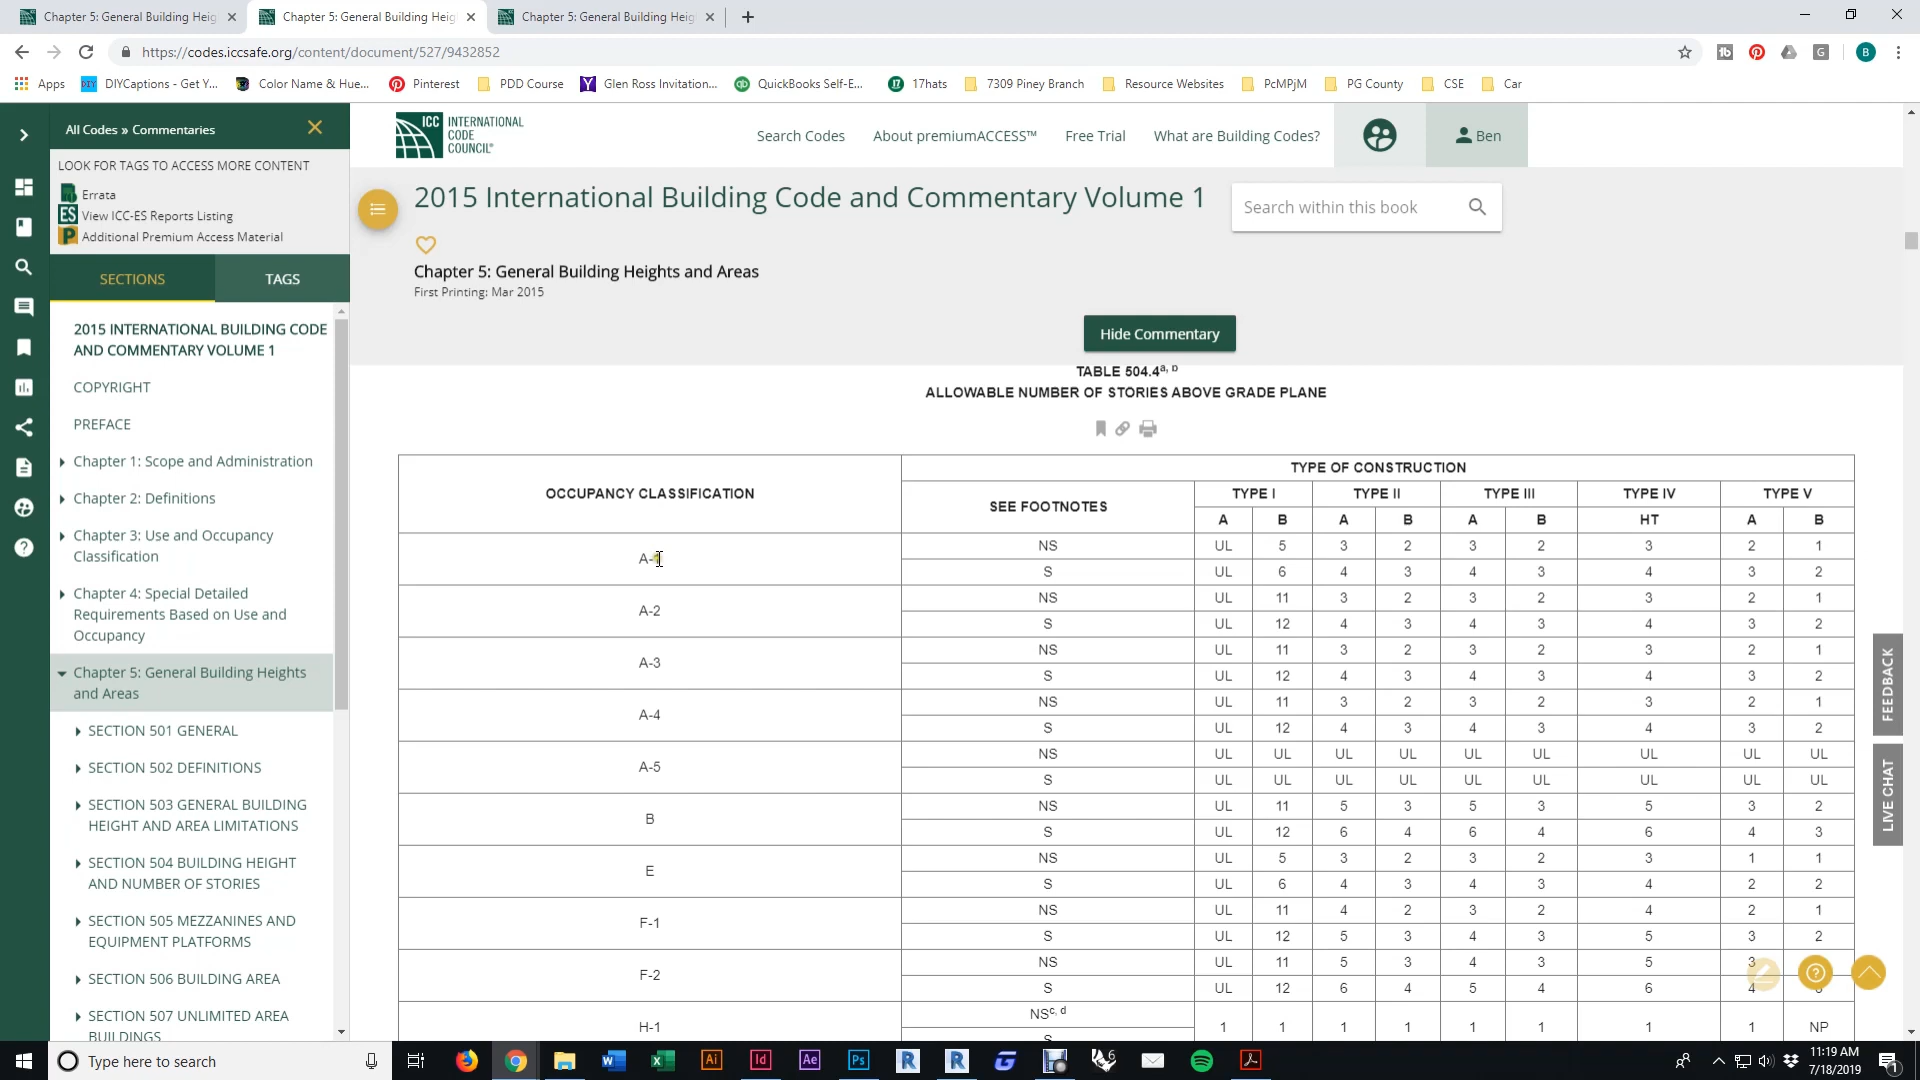 Chapter 5: General Building Heig
Chapter 5: General Building Heig
Chapter 5: General Building Heig
https://codes.iccsafe.org/content/document/527/9432852
Apps
DIY
DIYCaptions - Get Y...
Color Name & Hue...
Pinterest
PDD Course
Glen Ross Invitation...
QuickBooks Self-E...
17hats
7309 Piney Branch
Resource Websites
PcMPjM
PG County
CSE
Car
All Codes » Commentaries
LOOK FOR TAGS TO ACCESS MORE CONTENT
Errata
ES View ICC-ES Reports Listing
P Additional Premium Access Material
SECTIONS
TAGS
2015 INTERNATIONAL BUILDING CODE
AND COMMENTARY VOLUME 1
COPYRIGHT
PREFACE
Chapter 1: Scope and Administration
Chapter 2: Definitions
Chapter 3: Use and Occupancy
Classification
Chapter 4: Special Detailed
Requirements Based on Use and
Occupancy
Chapter 5: General Building Heights
and Areas
SECTION 501 GENERAL
SECTION 502 DEFINITIONS
SECTION 503 GENERAL BUILDING
HEIGHT AND AREA LIMITATIONS
SECTION 504 BUILDING HEIGHT
AND NUMBER OF STORIES
SECTION 505 MEZZANINES AND
EQUIPMENT PLATFORMS
SECTION 506 BUILDING AREA
SECTION 507 UNLIMITED AREA
BUILDINGS
ICC
INTERNATIONAL
CODE
COUNCIL®
Search Codes
About premiumACCESS™
Free Trial
What are Building Codes?
Ben
2015 International Building Code and Commentary Volume 1
Search within this book
Chapter 5: General Building Heights and Areas
First Printing: Mar 2015
Hide Commentary
TABLE 504.4a, b
ALLOWABLE NUMBER OF STORIES ABOVE GRADE PLANE
OCCUPANCY CLASSIFICATION
TYPE OF CONSTRUCTION
SEE FOOTNOTES
TYPE I TYPE II TYPE III TYPE IV TYPE V
A B A B A B HT A B
A-
NS UL 5 3 2 3 2 3 2 1
S UL 6 4 3 4 3 4 3 2
A-2
NS UL 11 3 2 3 2 3 2 1
S UL 12 4 3 4 3 4 3 2
A-3
NS UL 11 3 2 3 2 3 2 1
S UL 12 4 3 4 3 4 3 2
A-4
NS UL 11 3 2 3 2 3 2 1
S UL 12 4 3 4 3 4 3 2
A-5
NS UL UL UL UL UL UL UL UL UL
S UL UL UL UL UL UL UL UL UL
B
NS UL 11 5 3 5 3 5 3 2
S UL 12 6 4 6 4 6 4 3
E
NS UL 5 3 2 3 2 3 1 1
S UL 6 4 3 4 3 4 2 2
F-1
NS UL 11 4 2 3 2 4 2 1
S UL 12 5 3 4 3 5 3 2
F-2
NS UL 11 5 3 4 3 5 3
S UL 12 6 4 5 4 6 4
H-1
NSc, d
1 1 1 1 1 1 1 1 NP
S
FEEDBACK
LIVE CHAT
Type here to search
11:19 AM
7/18/2019